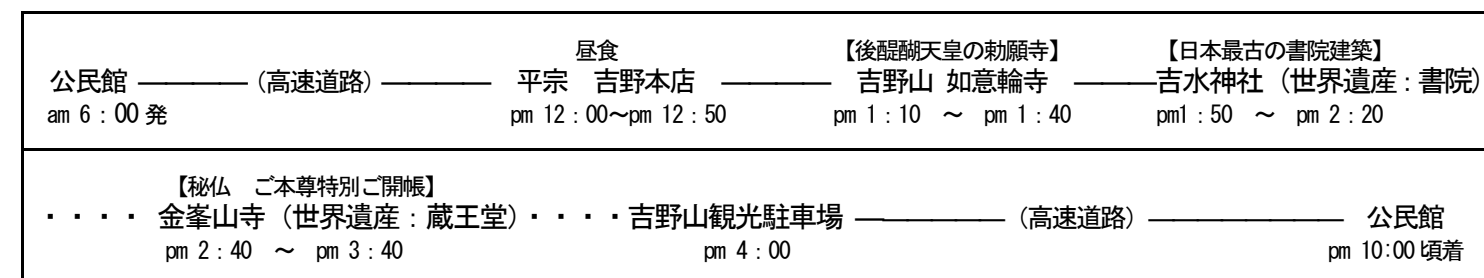 昼食 【後醍醐天皇の勅願寺】 【日本最古の書院建築】
公民館 ――――― (高速道路) ――――― 平宗 吉野本店 ――――― 吉野山 如意輪寺 ―――――吉水神社（世界遺産：書院）
am 6：00 発 pm 12：00～pm 12：50 pm 1：10 ～ pm 1：40 pm1：50 ～ pm 2：20
【秘仏 ご本尊特別ご開帳】
・・・・ 金峯山寺（世界遺産：蔵王堂）・・・・吉野山観光駐車場 ――――――― (高速道路) ――――――――― 公民館
pm 2：40 ～ pm 3：40 pm 4：00 pm 10:00 頃着